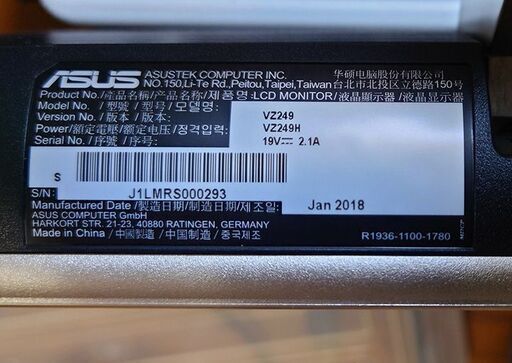 ASUS ASUSTEK COMPUTER INC. 华硕电脑股份有限公司
NO.150,Li-Te Rd.,Peitou,Taipei,Taiwan 台北市北投区立德路150号
Product Name/產品名稱/产品名称/제품명:LCD MONITOR/液晶顯示器/液晶显示器
Model No./型號/型号/모델명: VZ249
Version No./版本/版本: VZ249H
Power/額定電壓/额定电压/정격입력: 19V 2.1A
Serial No./序號/序号:
S
S/N: J1LMRS000293
Manufactured Date/製造日期/制造日期/제조일: Jan 2018
ASUS COMPUTER GmbH
HARKORT STR. 21-23, 40880 RATINGEN, GERMANY
Made in China/中國製造/中国制造/중국제조 R1936-1100-1780